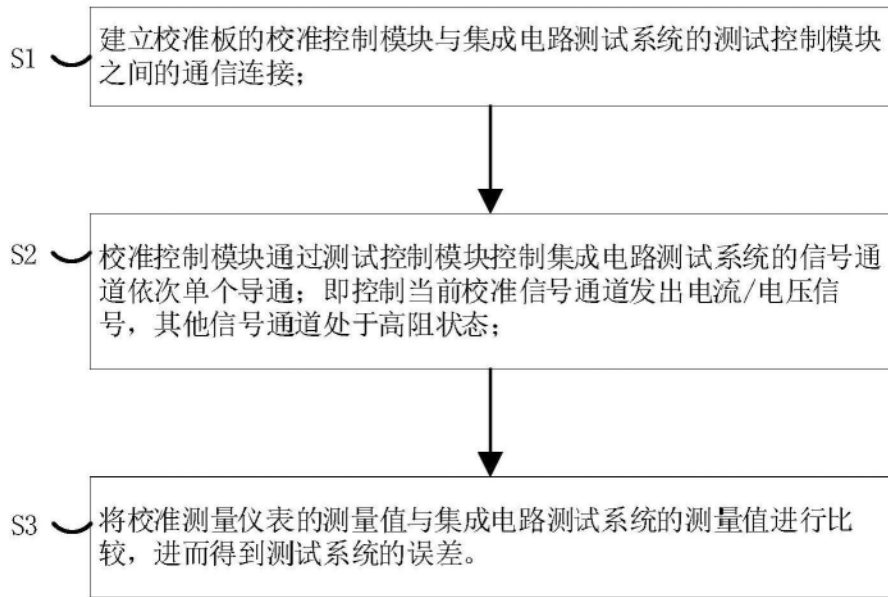 S1
建立校准板的校准控制模块与集成电路测试系统的测试控制模块
之间的通信连接；
S2
校准控制模块通过测试控制模块控制集成电路测试系统的信号通
道依次单个导通；即控制当前校准信号通道发出电流/电压信
号，其他信号通道处于高阻状态；
S3
将校准测量仪表的测量值与集成电路测试系统的测量值进行比
较，进而得到测试系统的误差。